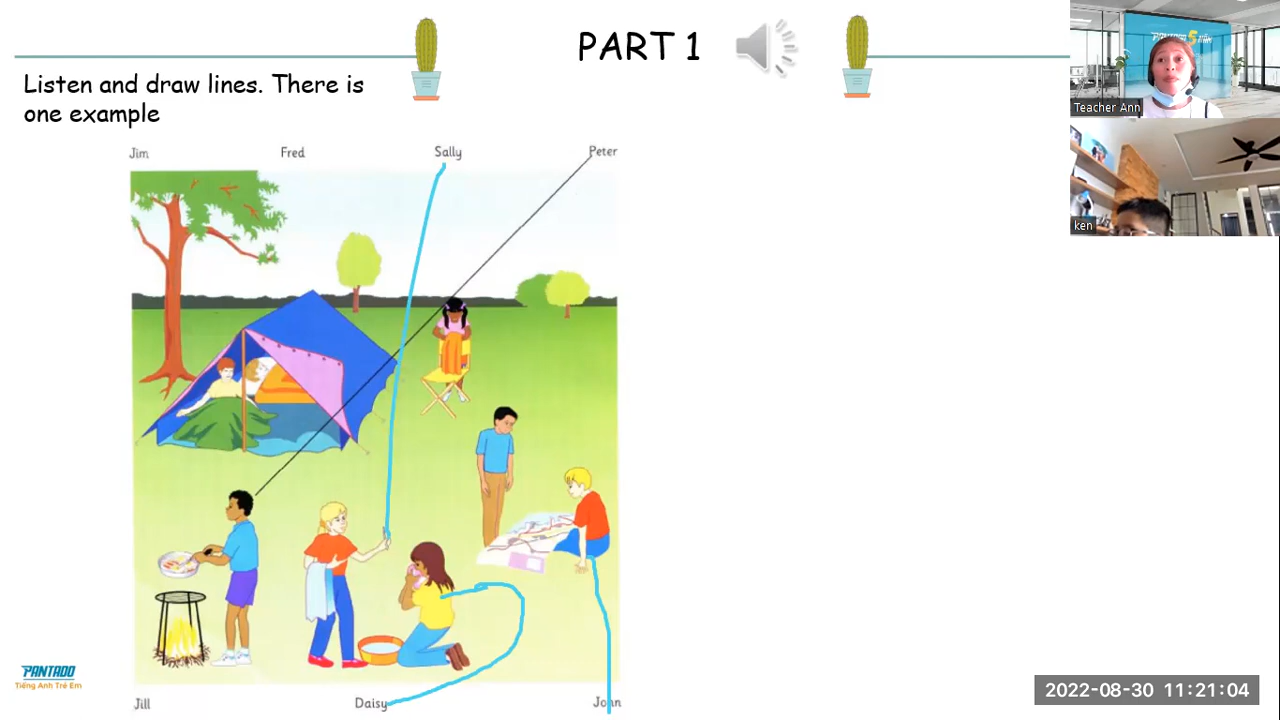 PART 1
Listen and draw lines. There is
one example
Jim Fred Sally Peter
Jill Daisy John
PANTADO
Tiếng Anh Trẻ Em
Teacher Ann
ken
2022-08-30 11:21:04